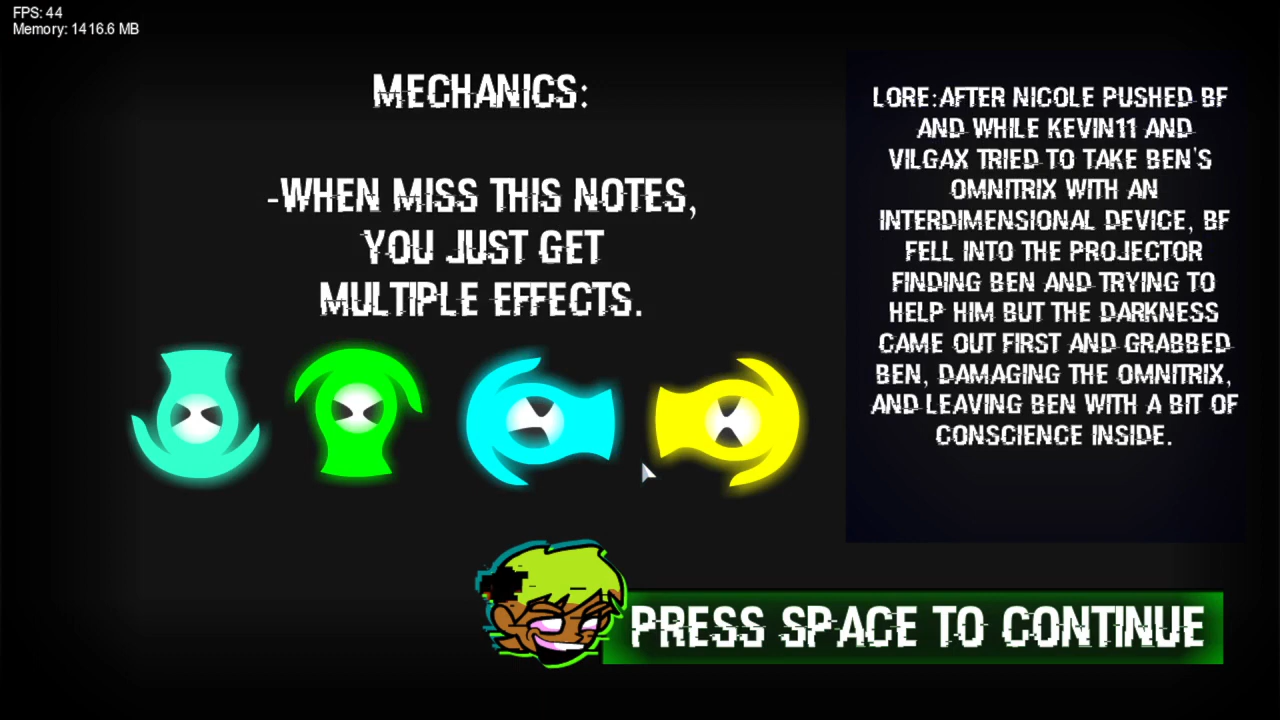 FPS: 44
Memory: 1416.6 MB
MECHANICS:
-WHEN MISS THIS NOTES,
YOU JUST GET
MULTIPLE EFFECTS.
LORE:AFTER NICOLE PUSHED BF
AND WHILE KEVIN11 AND
VILGAX TRIED TO TAKE BEN'S
OMNITRIX WITH AN
INTERDIMENSIONAL DEVICE, BF
FELL INTO THE PROJECTOR
FINDING BEN AND TRYING TO
HELP HIM BUT THE DARKNESS
CAME OUT FIRST AND GRABBED
BEN, DAMAGING THE OMNITRIX,
AND LEAVING BEN WITH A BIT OF
CONSCIENCE INSIDE.
PRESS SPACE TO CONTINUE